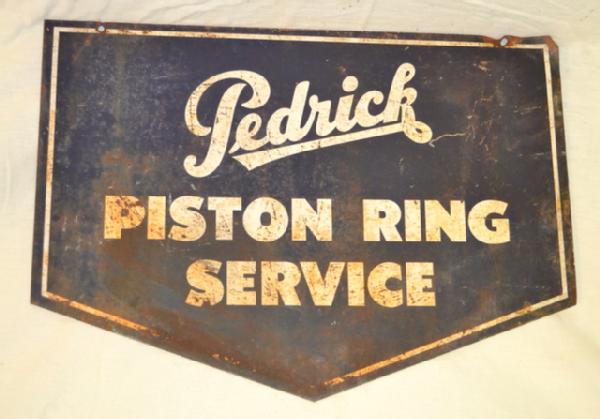 Pedrick
PISTON RING
SERVICE